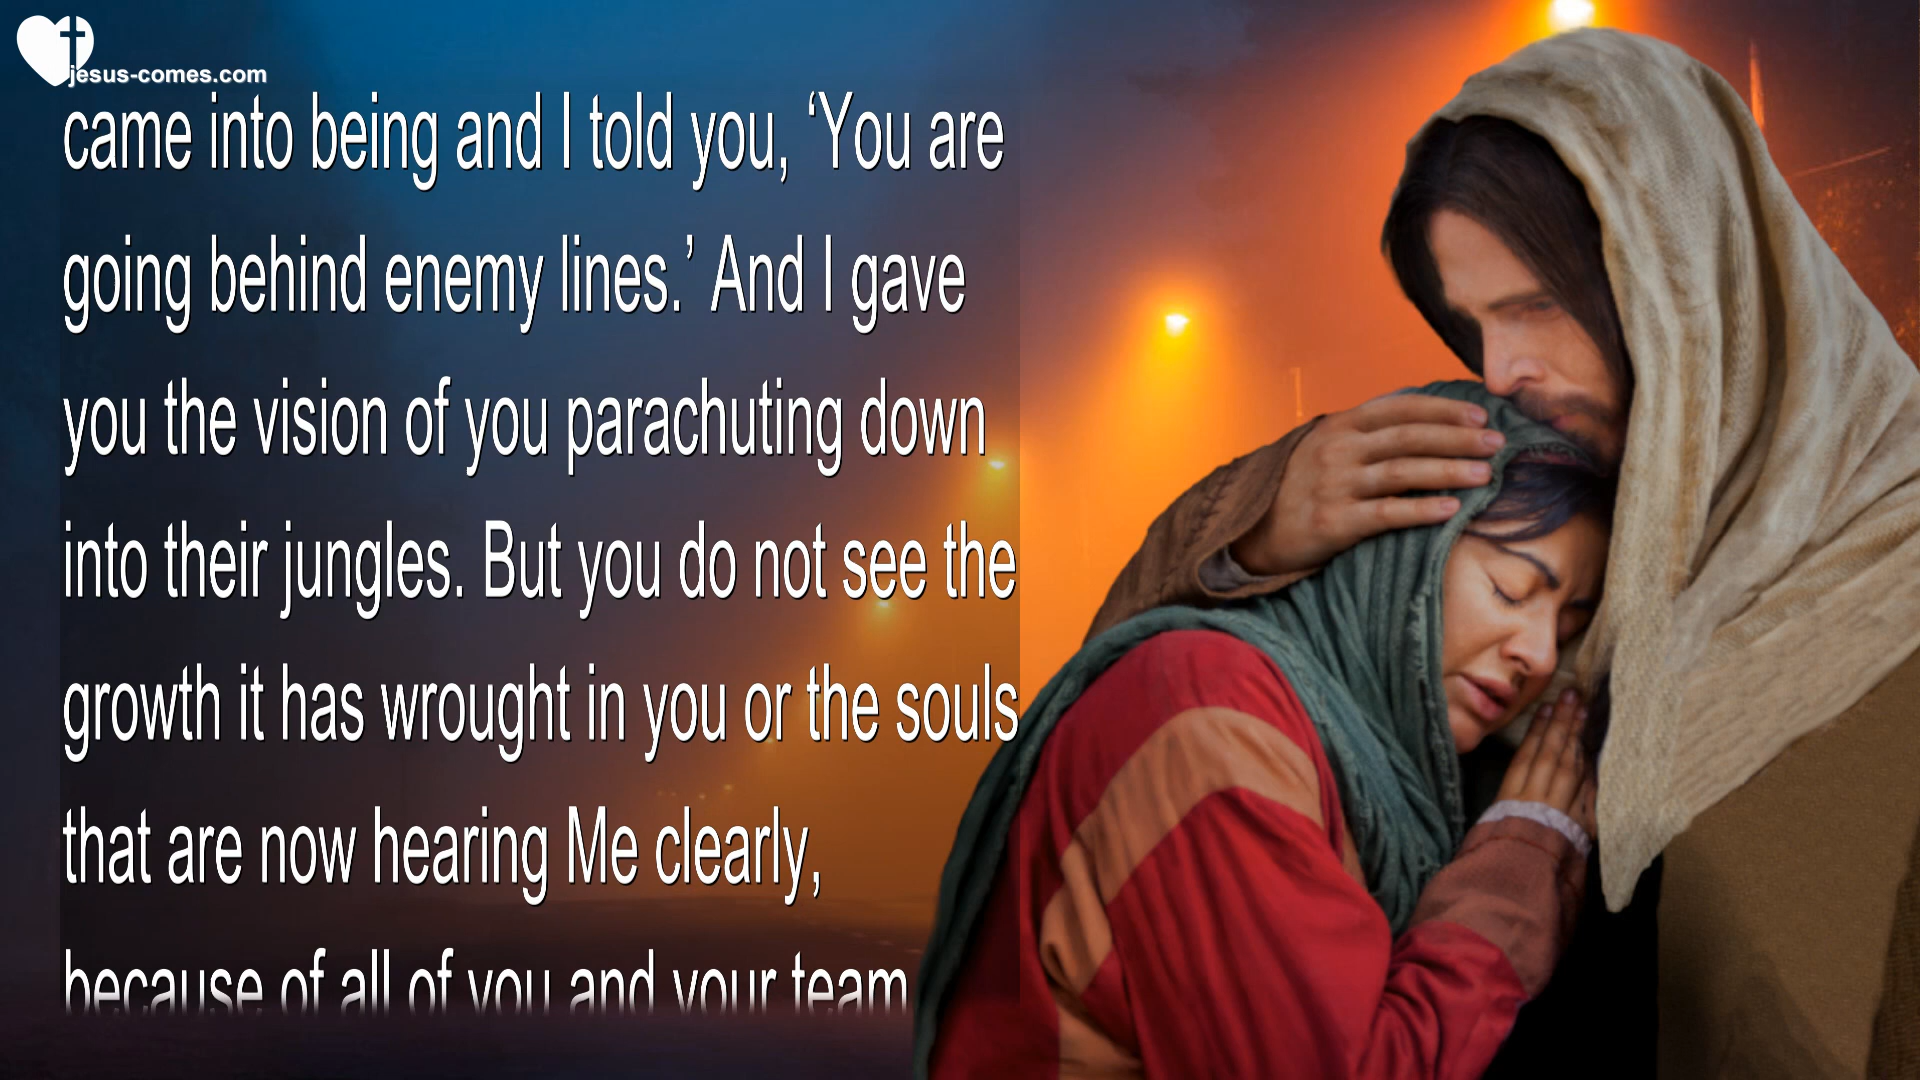 jesus-comes.com
came into being and I told you, ‘You are
going behind enemy lines.’ And I gave
you the vision of you parachuting down
into their jungles. But you do not see the
growth it has wrought in you or the souls
that are now hearing Me clearly,
because of all of you and your team